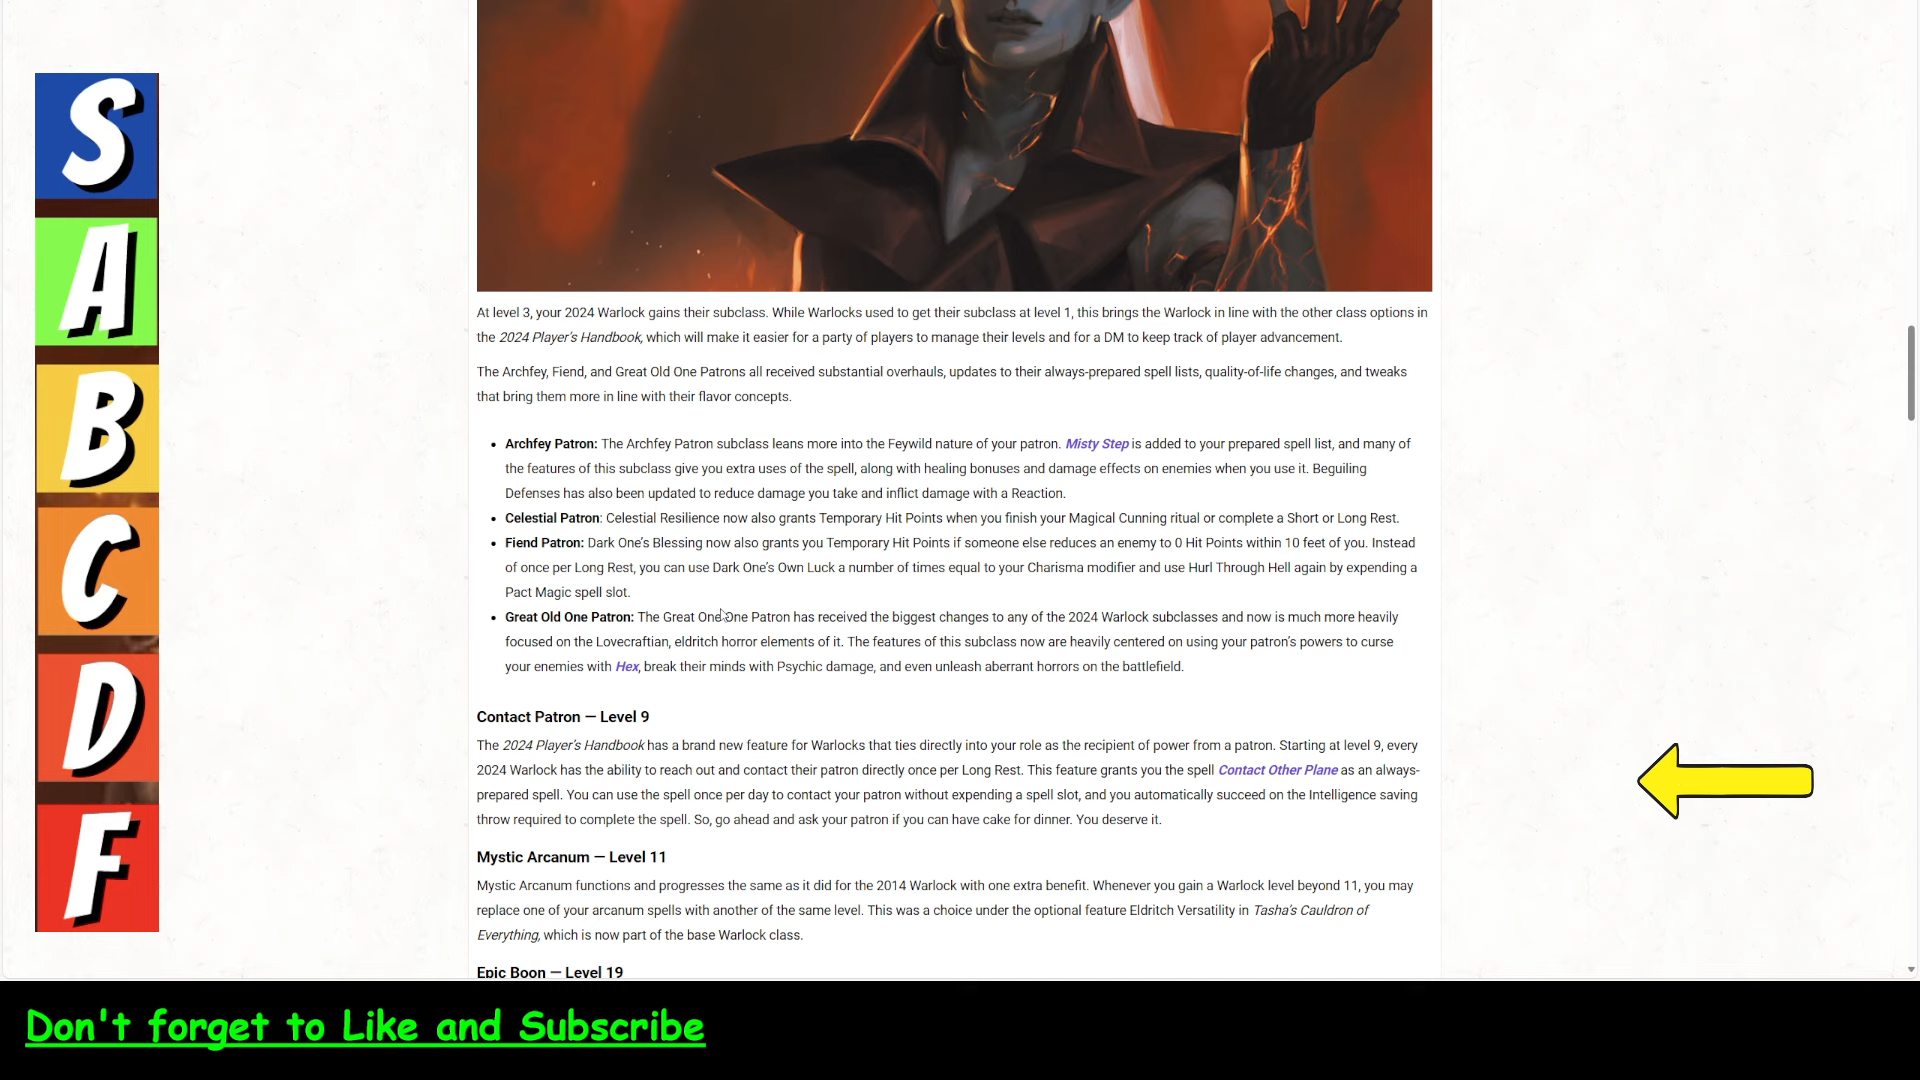 S
A
B
C
D
F
At level 3, your 2024 Warlock gains their subclass. While Warlocks used to get their subclass at level 1, this brings the Warlock in line with the other class options in
the 2024 Player’s Handbook, which will make it easier for a party of players to manage their levels and for a DM to keep track of player advancement.
The Archfey, Fiend, and Great Old One Patrons all received substantial overhauls, updates to their always-prepared spell lists, quality-of-life changes, and tweaks
that bring them more in line with their flavor concepts.
• Archfey Patron: The Archfey Patron subclass leans more into the Feywild nature of your patron. Misty Step is added to your prepared spell list, and many of
the features of this subclass give you extra uses of the spell, along with healing bonuses and damage effects on enemies when you use it. Beguiling
Defenses has also been updated to reduce damage you take and inflict damage with a Reaction.
• Celestial Patron: Celestial Resilience now also grants Temporary Hit Points when you finish your Magical Cunning ritual or complete a Short or Long Rest.
• Fiend Patron: Dark One’s Blessing now also grants you Temporary Hit Points if someone else reduces an enemy to 0 Hit Points within 10 feet of you. Instead
of once per Long Rest, you can use Dark One’s Own Luck a number of times equal to your Charisma modifier and use Hurl Through Hell again by expending a
Pact Magic spell slot.
• Great Old One Patron: The Great One One Patron has received the biggest changes to any of the 2024 Warlock subclasses and now is much more heavily
focused on the Lovecraftian, eldritch horror elements of it. The features of this subclass now are heavily centered on using your patron’s powers to curse
your enemies with Hex, break their minds with Psychic damage, and even unleash aberrant horrors on the battlefield.
Contact Patron — Level 9
The 2024 Player’s Handbook has a brand new feature for Warlocks that ties directly into your role as the recipient of power from a patron. Starting at level 9, every
2024 Warlock has the ability to reach out and contact their patron directly once per Long Rest. This feature grants you the spell Contact Other Plane as an always-
prepared spell. You can use the spell once per day to contact your patron without expending a spell slot, and you automatically succeed on the Intelligence saving
throw required to complete the spell. So, go ahead and ask your patron if you can have cake for dinner. You deserve it.
Mystic Arcanum — Level 11
Mystic Arcanum functions and progresses the same as it did for the 2014 Warlock with one extra benefit. Whenever you gain a Warlock level beyond 11, you may
replace one of your arcanum spells with another of the same level. This was a choice under the optional feature Eldritch Versatility in Tasha’s Cauldron of
Everything, which is now part of the base Warlock class.
Epic Boon — Level 19
Don't forget to Like and Subscribe